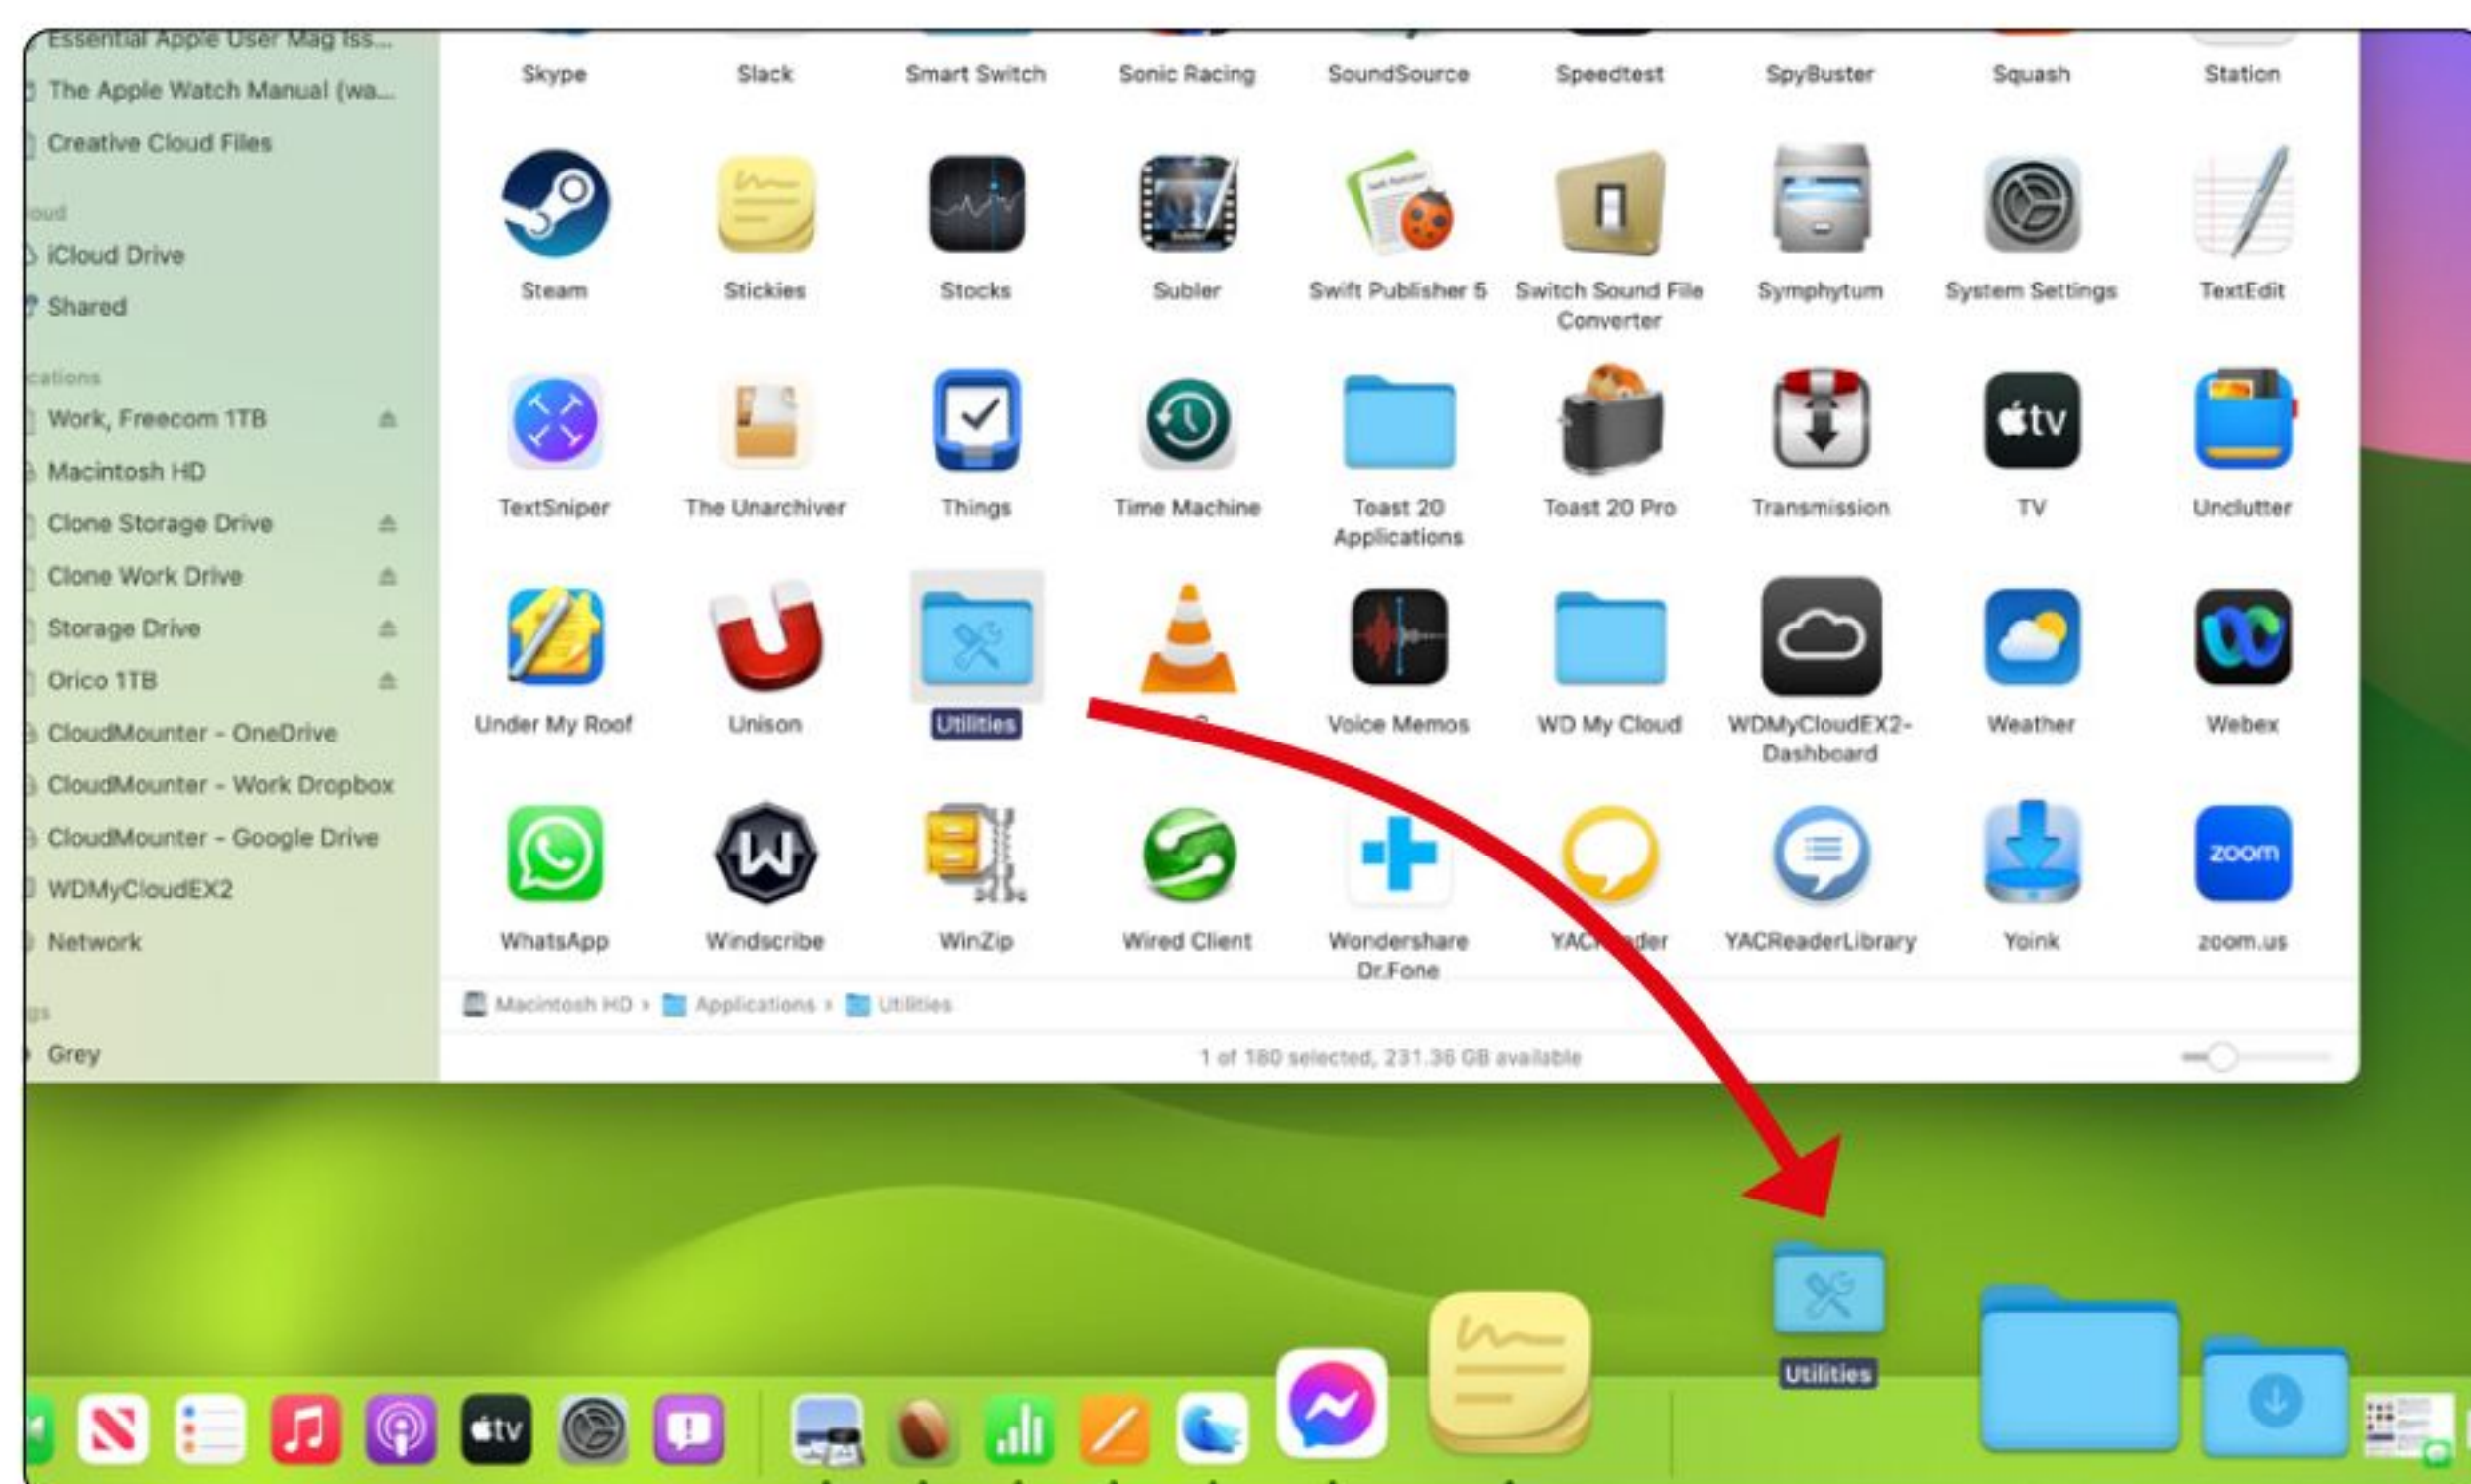 Essential Apple User Mag Iss...
The Apple Watch Manual (wa...
Creative Cloud Files
iCloud Drive
Shared
Work, Freecom 1TB
Macintosh HD
Clone Storage Drive
Clone Work Drive
Storage Drive
Orico 1TB
CloudMounter - OneDrive
CloudMounter - Work Dropbox
CloudMounter - Google Drive
WDMyCloudEX2
Network
Grey
Skype
Slack
Smart Switch
Sonic Racing
SoundSource
Speedtest
SpyBuster
Squash
Station
Steam
Stickies
Stocks
Subler
Swift Publisher 5
Switch Sound File
Converter
Symphytum
System Settings
TextEdit
TextSniper
The Unarchiver
Things
Time Machine
Toast 20
Applications
Toast 20 Pro
Transmission
tv
TV
Unclutter
Under My Roof
Unison
Utilities
Voice Memos
WD My Cloud
WDMyCloudEX2-
Dashboard
Weather
Webex
W
zoom
WhatsApp
Windscribe
WinZip
Wired Client
Wondershare
Dr.Fone
YACReaderLibrary
Yoink
zoom.us
Macintosh HD › Applications › Utilities
1 of 180 selected, 231.36 GB available
Utilities
tv